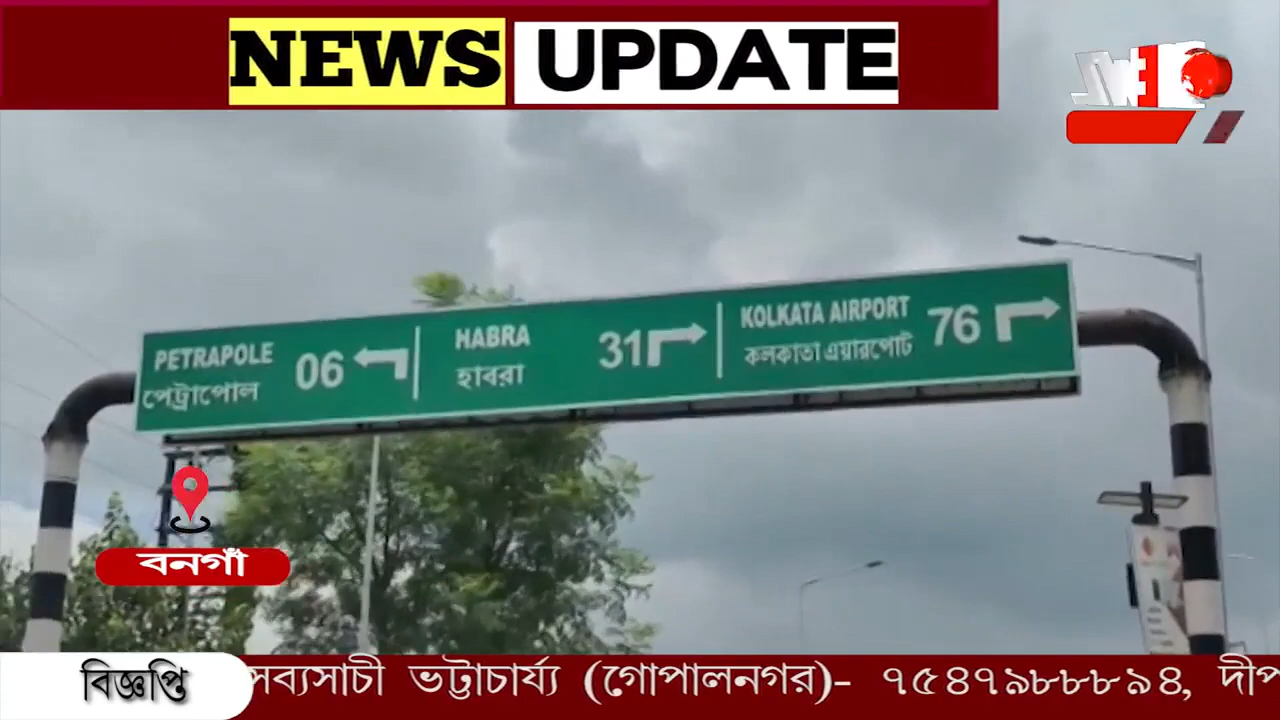 NEWS UPDATE
PETRAPOLE 06
পেট্রাপোল
HABRA 31
হাবরা
KOLKATA AIRPORT 76
কলকাতা এয়ারপোর্ট
বনগাঁ
বিজ্ঞপ্তি
সব্যসাচী ভট্টাচার্য্য (গোপালনগর)- ৭৫৪৭৯৮৮৮৯৪, দীপ